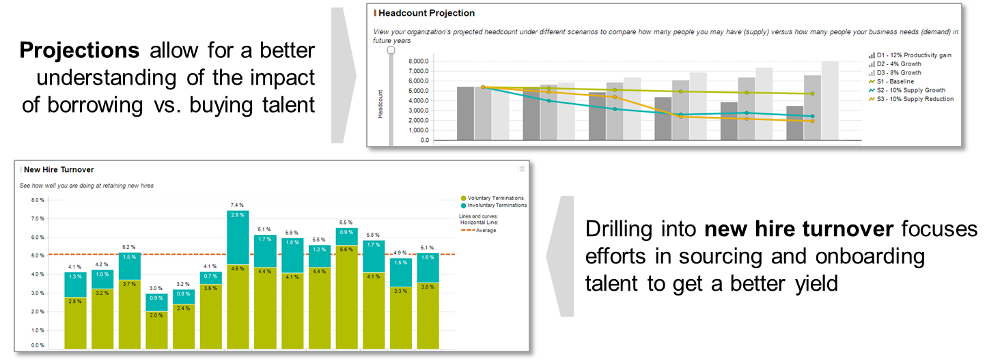 Projections allow for a better
understanding of the impact
of borrowing vs. buying talent
Headcount Projection
View your organization's projected headcount under different scenarios to compare how many people you may have (supply) versus how many people your business needs (demand) in
future years
Headcount
8,000.0
7,000.0
6,000.0
5,000.0
4,000.0
3,000.0
2,000.0
1,000.0
0.0
D1 - 12% Productivity gain
D2 - 4% Growth
D3 - 8% Growth
S1 - Baseline
S2 - 10% Supply Growth
S3 - 10% Supply Reduction
New Hire Turnover
See how well you are doing at retaining new hires
8.0 %
7.0 %
6.0 %
5.0 %
4.0 %
3.0 %
2.0 %
1.0 %
0.0 %
4.1 %
1.3 %
2.8 %
4.2 %
1.0 %
3.2 %
5.2 %
1.5 %
3.7 %
3.0 %
0.9 %
2.0 %
3.2 %
0.8 %
2.4 %
4.1 %
0.7 %
3.5 %
7.4 %
2.9 %
4.5 %
6.1 %
1.7 %
4.4 %
5.9 %
1.8 %
4.1 %
5.6 %
1.2 %
4.4 %
6.5 %
0.9 %
5.6 %
5.8 %
1.7 %
4.1 %
4.9 %
1.5 %
3.3 %
5.1 %
1.6 %
3.6 %
Voluntary Terminations
Involuntary Terminations
Lines and curves:
Horizontal Line:
Average
Drilling into new hire turnover focuses
efforts in sourcing and onboarding
talent to get a better yield